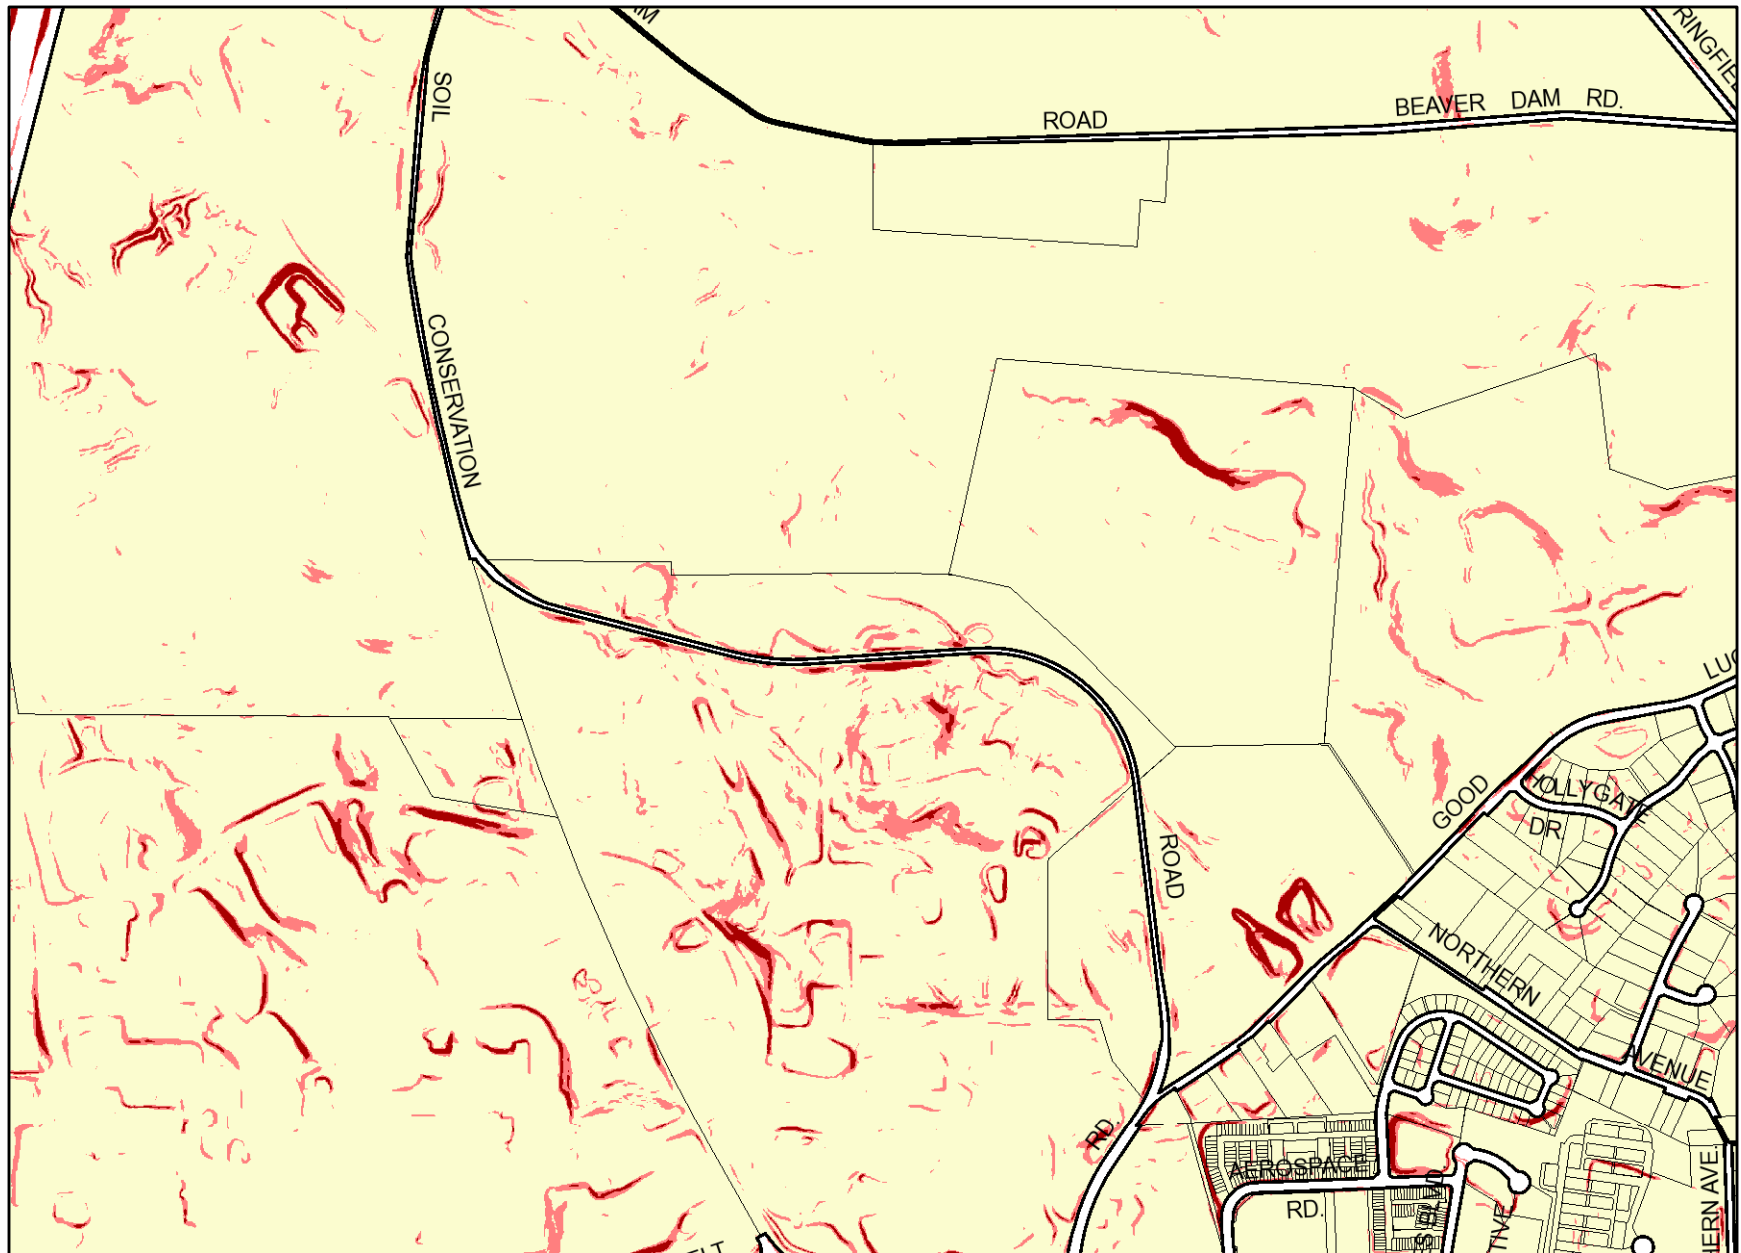 SOIL
ROAD
BEAVER DAM RD.
CONSERVATION
ROAD
GOOD
HOLLYGATE
DR.
NORTHERN
AVENUE
RD.
AEROSPACE
RD.